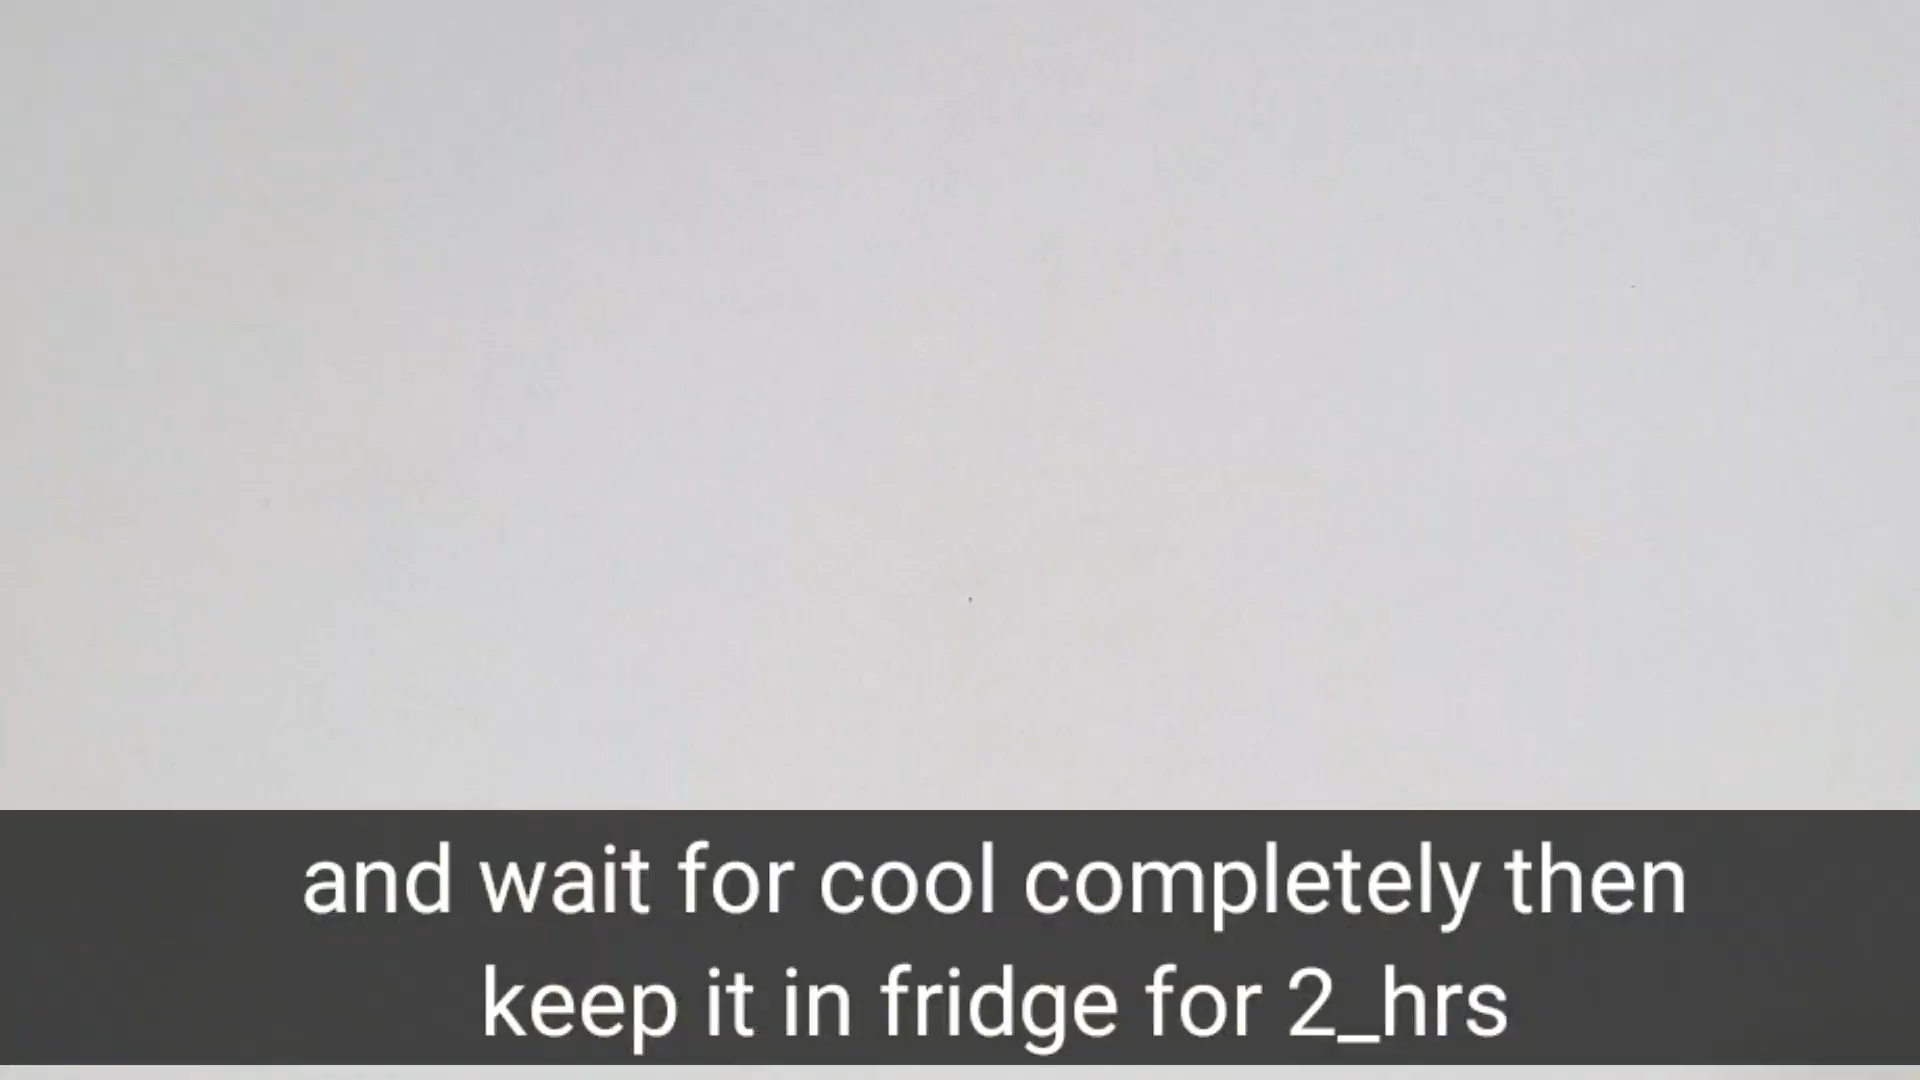 and wait for cool completely then
keep it in fridge for 2_hrs